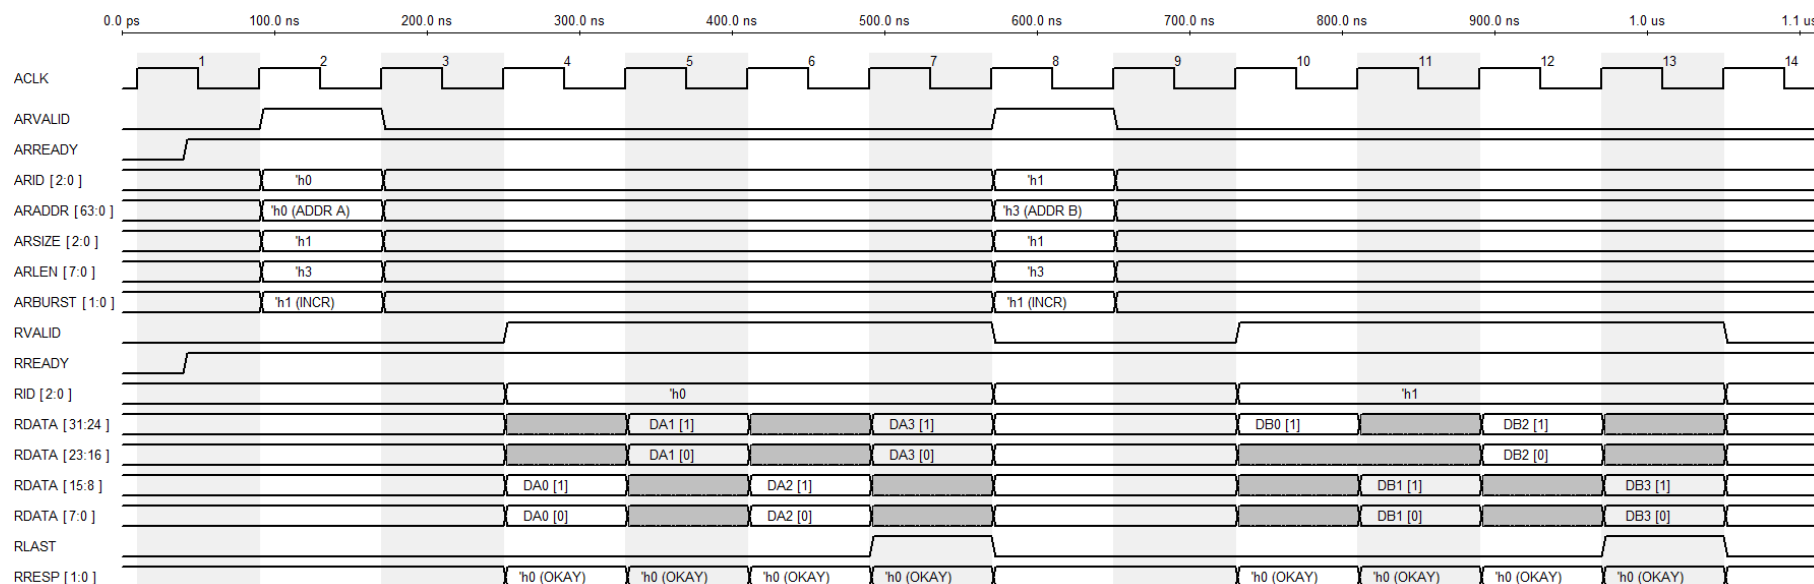 0.0 ps 100.0 ns 200.0 ns 300.0 ns 400.0 ns 500.0 ns 600.0 ns 700.0 ns 800.0 ns 900.0 ns 1.0 us 1.1 us
ACLK 1 2 3 4 5 6 7 8 9 10 11 12 13 14
ARVALID
ARREADY
ARID [2:0 ] 'h0 'h1
ARADDR [63:0 ] 'h0 (ADDR A) 'h3 (ADDR B)
ARSIZE [2:0 ] 'h1 'h1
ARLEN [7:0 ] 'h3 'h3
ARBURST [1:0 ] 'h1 (INCR) 'h1 (INCR)
RVALID
RREADY
RID [2:0 ] 'h0 'h1
RDATA [31:24 ] DA1 [1] DA3 [1] DB0 [1] DB2 [1]
RDATA [23:16 ] DA1 [0] DA3 [0] DB2 [0]
RDATA [15:8 ] DA0 [1] DA2 [1] DB1 [1] DB3 [1]
RDATA [7:0 ] DA0 [0] DA2 [0] DB1 [0] DB3 [0]
RLAST
RRESP [1:0 ] 'h0 (OKAY) 'h0 (OKAY) 'h0 (OKAY) 'h0 (OKAY) 'h0 (OKAY) 'h0 (OKAY) 'h0 (OKAY) 'h0 (OKAY)